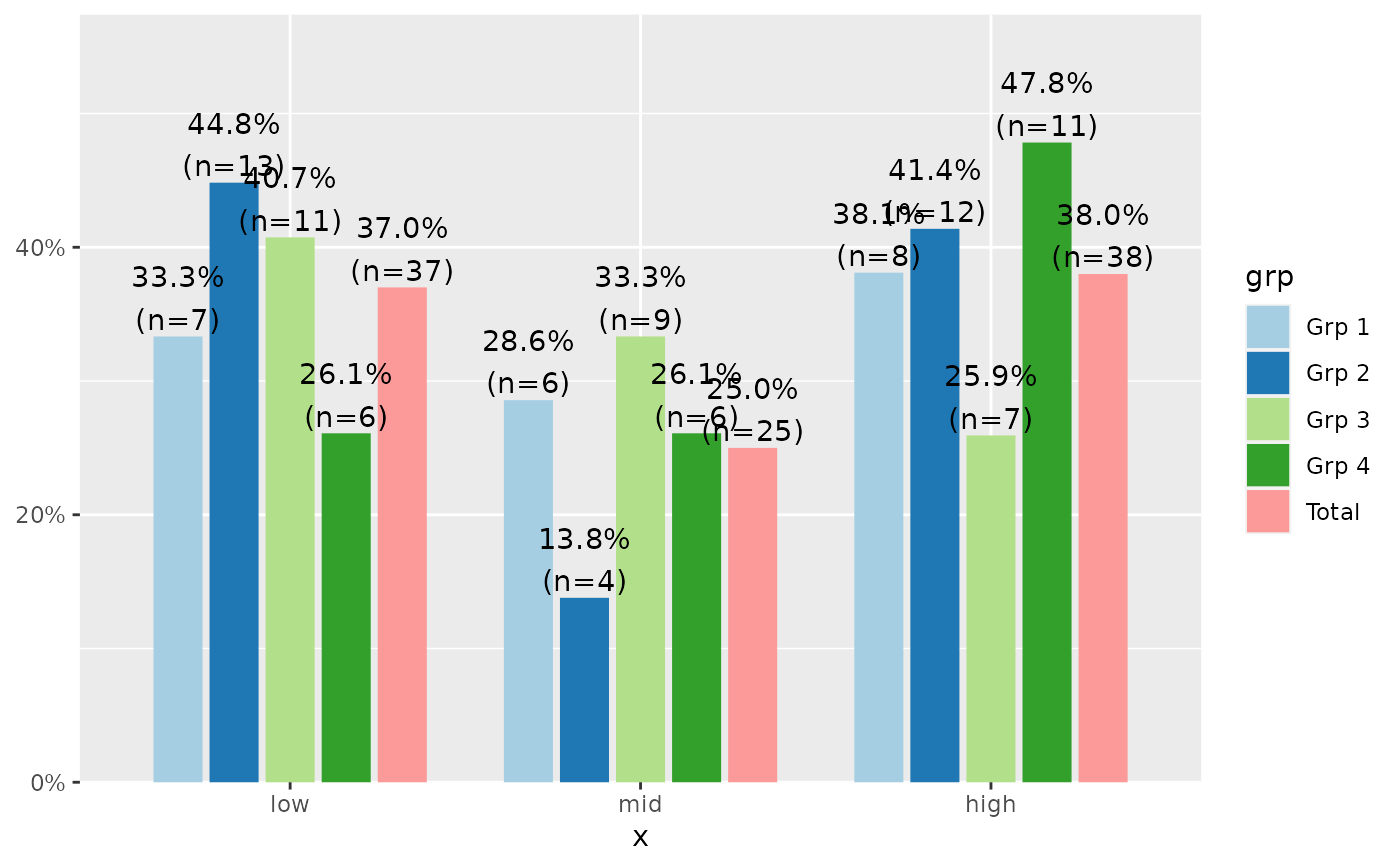 47.8%
(n=11)
44.8%
(n=13)
40.7%
(n=11)
41.4%
(n=12)
38.1%
(n=8)
38.0%
(n=38)
37.0%
(n=37)
33.3%
(n=7)
33.3%
(n=9)
28.6%
(n=6)
26.1%
(n=6)
26.1%
(n=6)
25.0%
(n=25)
25.9%
(n=7)
13.8%
(n=4)
40%
20%
0%
low mid high
x
grp
Grp 1
Grp 2
Grp 3
Grp 4
Total